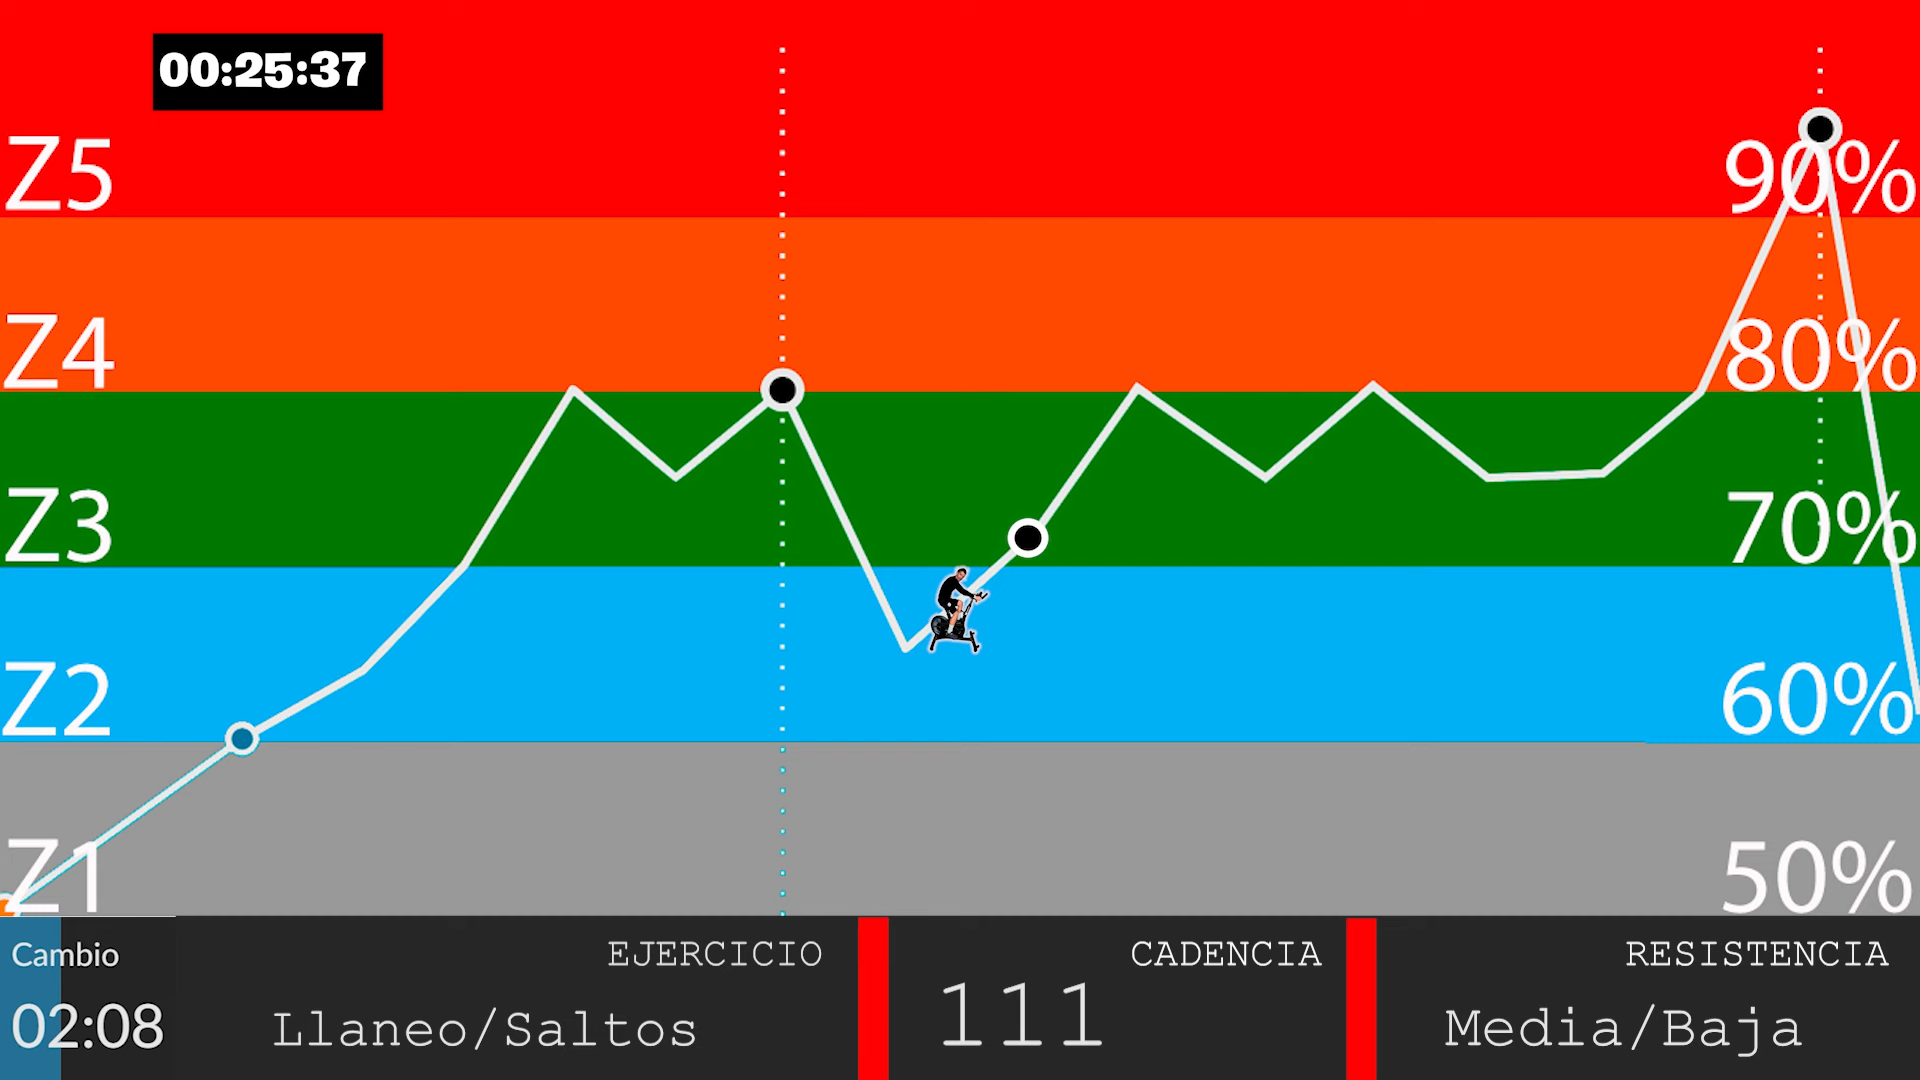 00:25:37
Z5
90%
Z4
80%
Z3
70%
Z2
60%
Z1
50%
Cambio
02:08
EJERCICIO
Llaneo/Saltos
CADENCIA
111
RESISTENCIA
Media/Baja